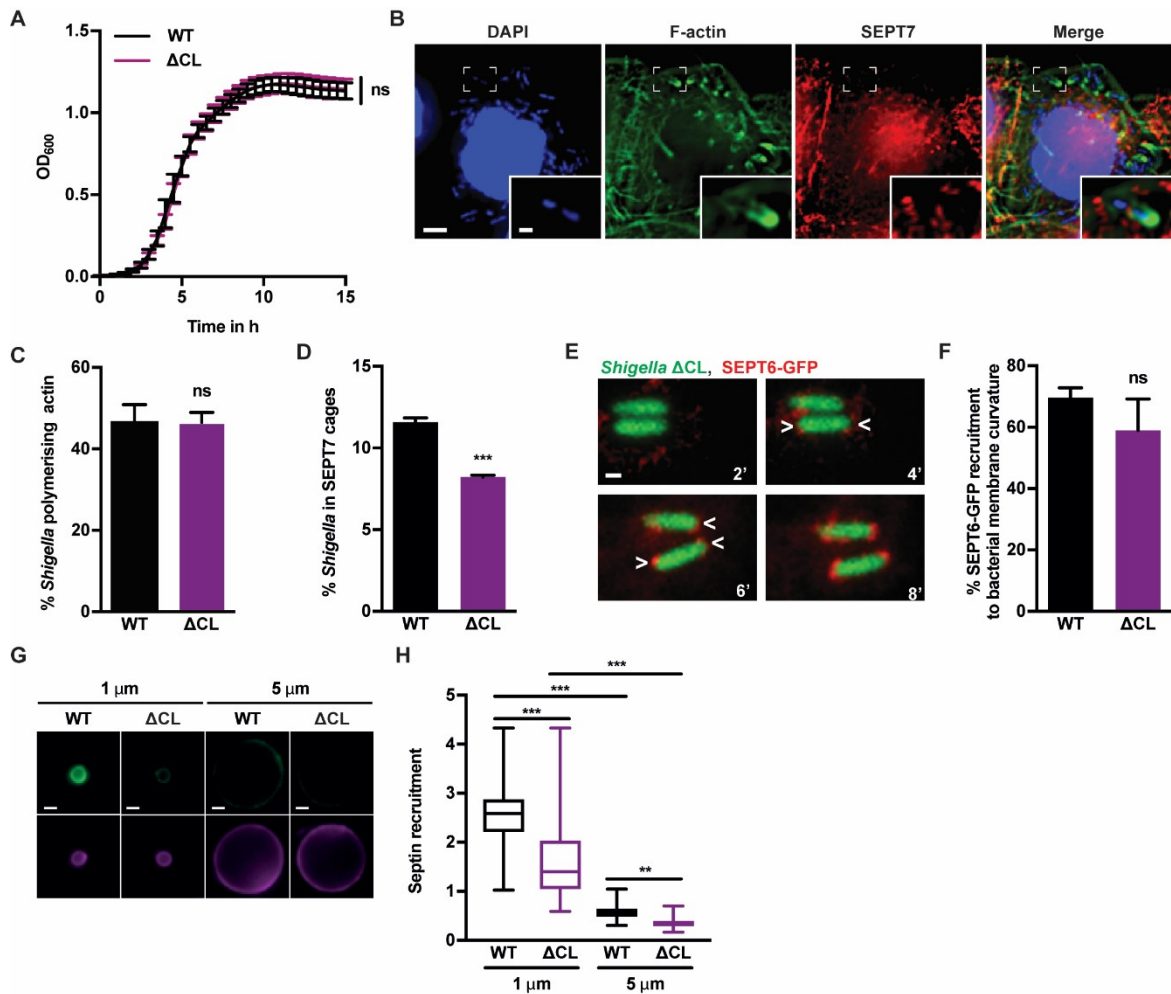 A
WT
ΔCL
1.5
1.0
0.5
0.0
OD600
ns
0 5 10 15
Time in h
B
DAPI F-actin SEPT7 Merge
C
60
40
20
0
% Shigella polymerising actin
ns
WT ΔCL
D
15
10
5
0
% Shigella in SEPT7 cages
***
WT ΔCL
E
Shigella ΔCL, SEPT6-GFP
2’ > < 4’
< < > 6’ 8’
F
80
60
40
20
0
% SEPT6-GFP recruitment
to bacterial membrane curvature
ns
WT ΔCL
G
1 μm 5 μm
WT ΔCL WT ΔCL
H
***
***
***
**
5
4
3
2
1
0
Septin recruitment
WT ΔCL WT ΔCL
1 μm 5 μm